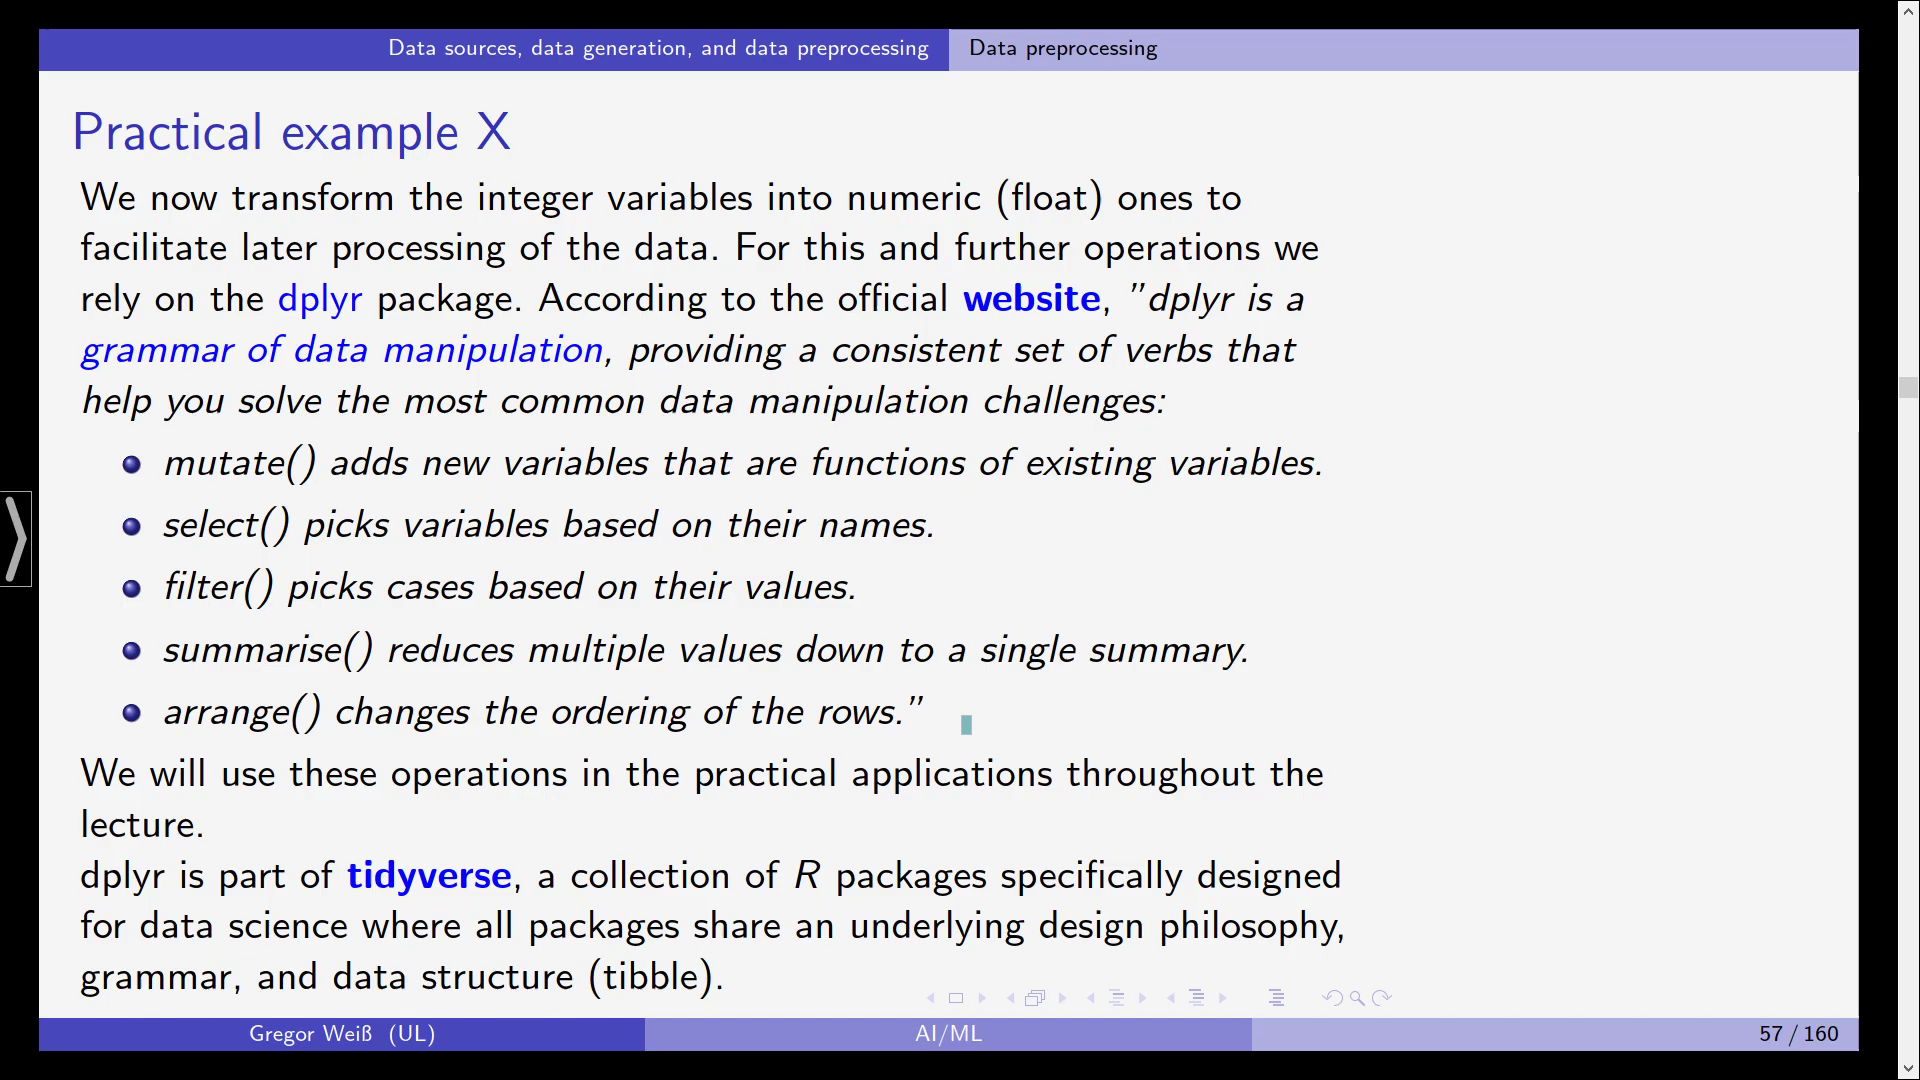 Data sources, data generation, and data preprocessing
Data preprocessing
Practical example X
We now transform the integer variables into numeric (float) ones to
facilitate later processing of the data. For this and further operations we
rely on the dplyr package. According to the official website, ”dplyr is a
grammar of data manipulation, providing a consistent set of verbs that
help you solve the most common data manipulation challenges:
mutate() adds new variables that are functions of existing variables.
select() picks variables based on their names.
filter() picks cases based on their values.
summarise() reduces multiple values down to a single summary.
arrange() changes the ordering of the rows.”
We will use these operations in the practical applications throughout the
lecture.
dplyr is part of tidyverse, a collection of R packages specifically designed
for data science where all packages share an underlying design philosophy,
grammar, and data structure (tibble).
Gregor Weiß (UL)
AI/ML
57 / 160